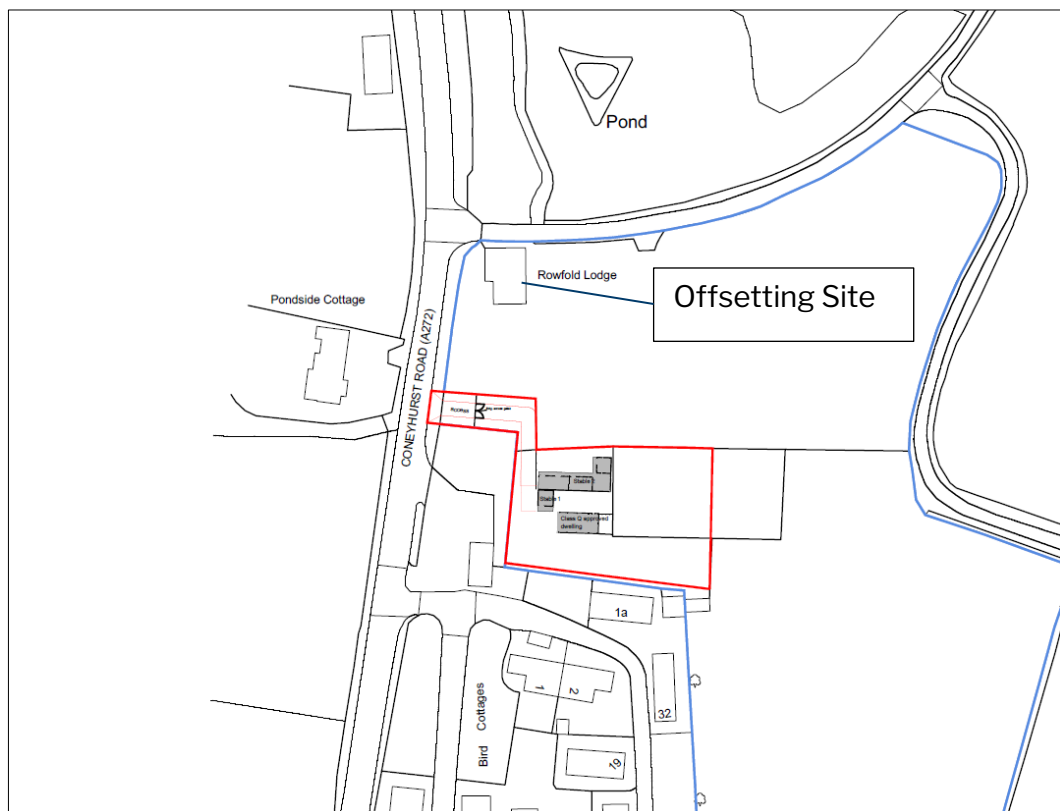 Pond
Rowfold Lodge
Offsetting Site
Pondside Cottage
CONEYHURST ROAD (A272)
Stable 1
Class Q approved
dwelling
1a
1
2
32
Bird Cottages
19